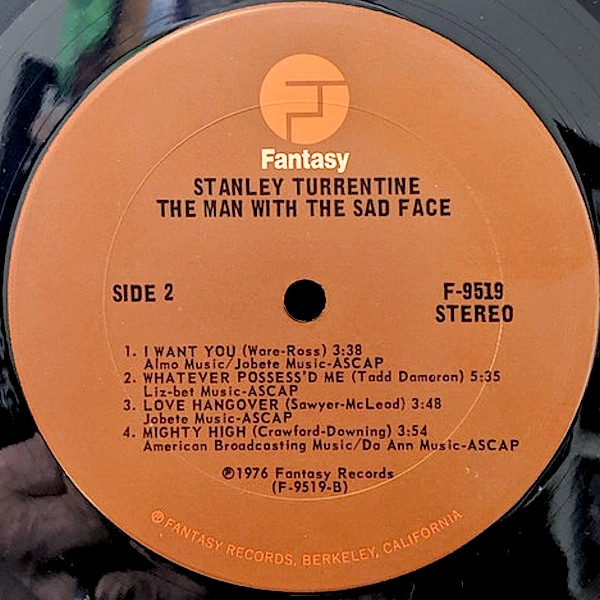 Fantasy
STANLEY TURRENTINE
THE MAN WITH THE SAD FACE
SIDE 2
F-9519
STEREO
1. I WANT YOU (Ware-Ross) 3:38
Almo Music/Jobete Music-ASCAP
2. WHATEVER POSSESS'D ME (Tadd Dameron) 5:35
Liz-bet Music-ASCAP
3. LOVE HANGOVER (Sawyer-McLeod) 3:48
Jobete Music-ASCAP
4. MIGHTY HIGH (Crawford-Downing) 3:54
American Broadcasting Music/Da Ann Music-ASCAP
℗1976 Fantasy Records
(F-9519-B)
®FANTASY RECORDS, BERKELEY, CALIFORNIA